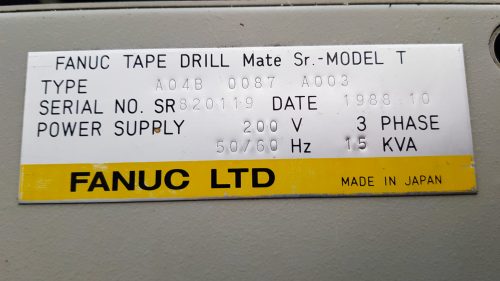 FANUC TAPE DRILL Mate Sr.-MODEL T
TYPE A04B 0087 A003
SERIAL NO. SR820119 DATE 1988.10
POWER SUPPLY 200 V 3 PHASE
50/60 Hz 15 KVA
FANUC LTD MADE IN JAPAN